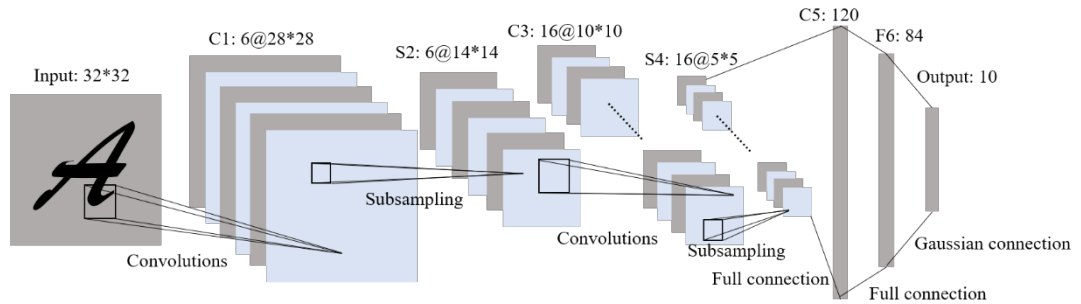 Input: 32*32
C1: 6@28*28
S2: 6@14*14
C3: 16@10*10
S4: 16@5*5
C5: 120
F6: 84
Output: 10
A
Convolutions
Subsampling
Convolutions
Subsampling
Full connection
Full connection
Gaussian connection